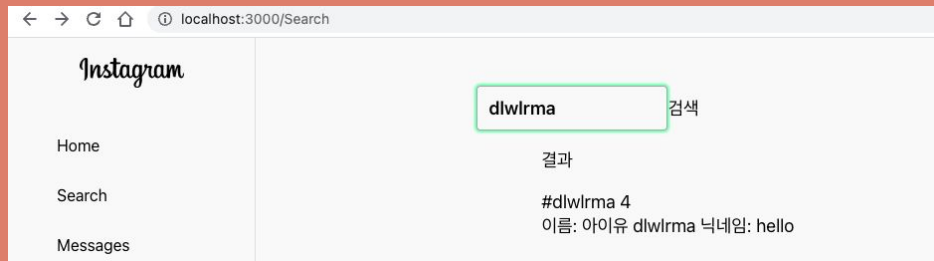 localhost:3000/Search
Instagram
dlwlrma 검색
Home
결과
Search
#dlwlrma 4
이름: 아이유 dlwlrma 닉네임: hello
Messages